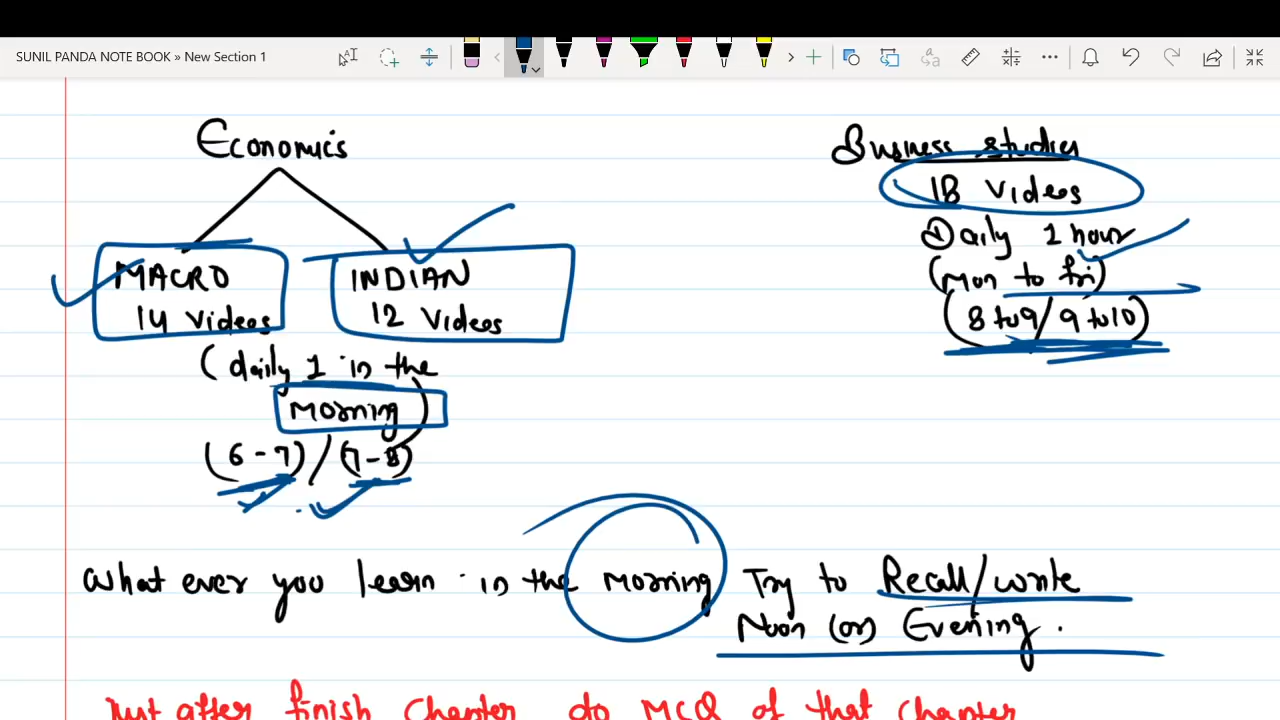 SUNIL PANDA NOTE BOOK » New Section 1
Economics
MACRO
14 Videos
INDIAN
12 Videos
(daily 1 in the
Morning)
(6-7)/(7-8)
Business studies
18 Videos
Daily 1 hour
(Mon to fri)
(8 to 9/ 9 to 10)
What ever you learn in the Morning Try to Recall/write
Noon (or) Evening.
Just after finish Chapter do MCQ of that chapter